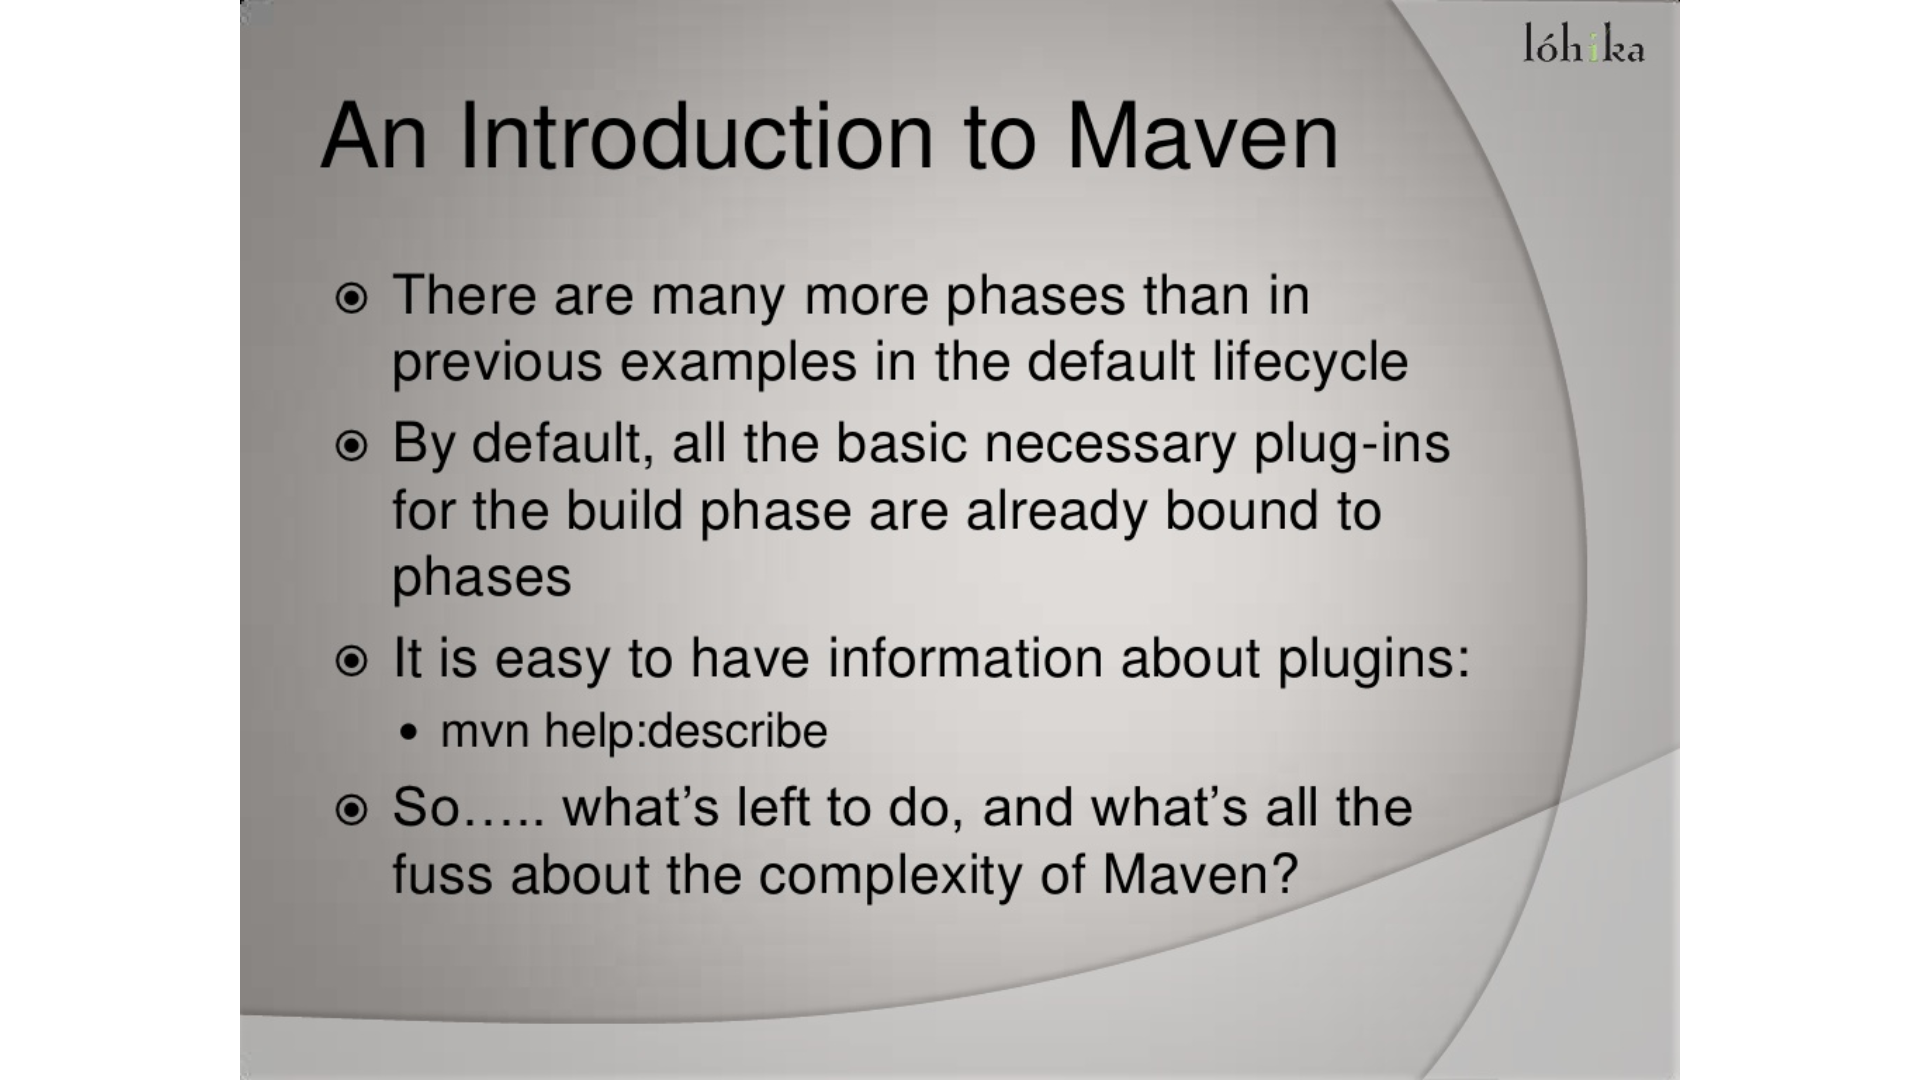 lóhika
An Introduction to Maven
There are many more phases than in
previous examples in the default lifecycle
By default, all the basic necessary plug-ins
for the build phase are already bound to
phases
It is easy to have information about plugins:
mvn help:describe
So….. what’s left to do, and what’s all the
fuss about the complexity of Maven?